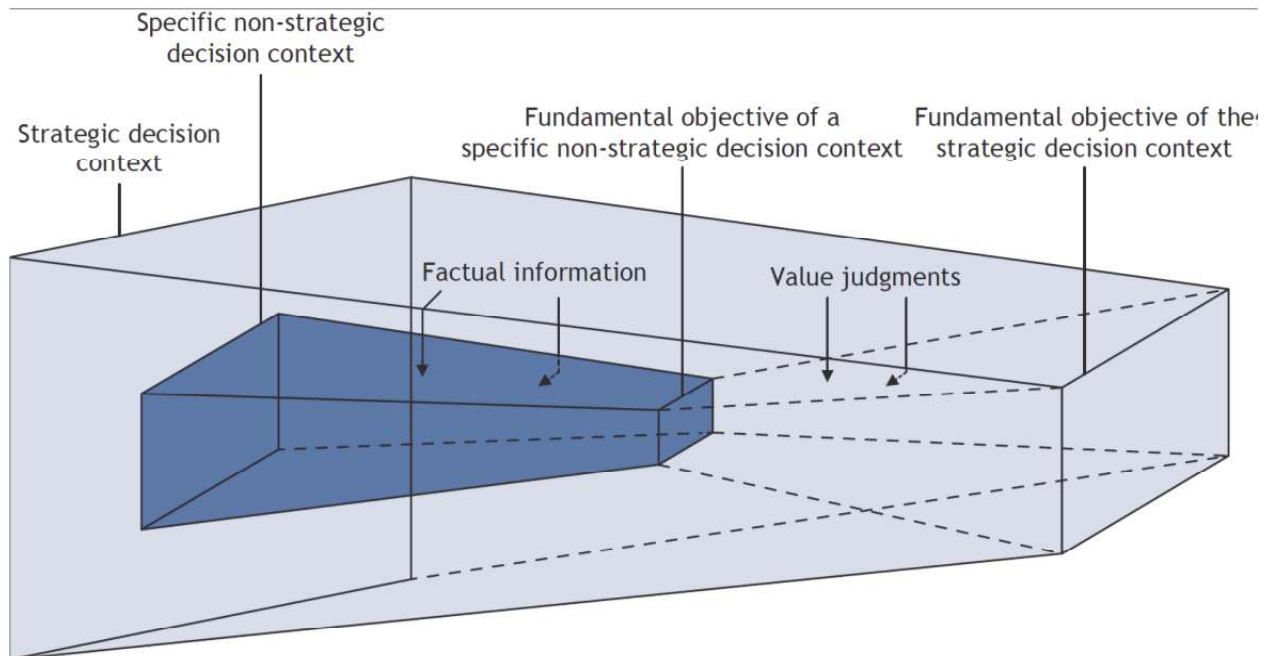 Specific non-strategic
decision context
Strategic decision
context
Fundamental objective of a
specific non-strategic decision context
Fundamental objective of thes
strategic decision context
Factual information
Value judgments